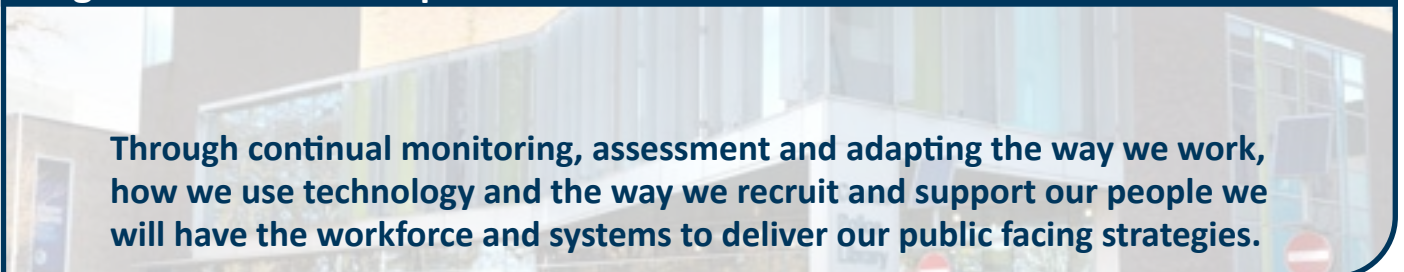 Through continual monitoring, assessment and adapting the way we work,
how we use technology and the way we recruit and support our people we
will have the workforce and systems to deliver our public facing strategies.
Library